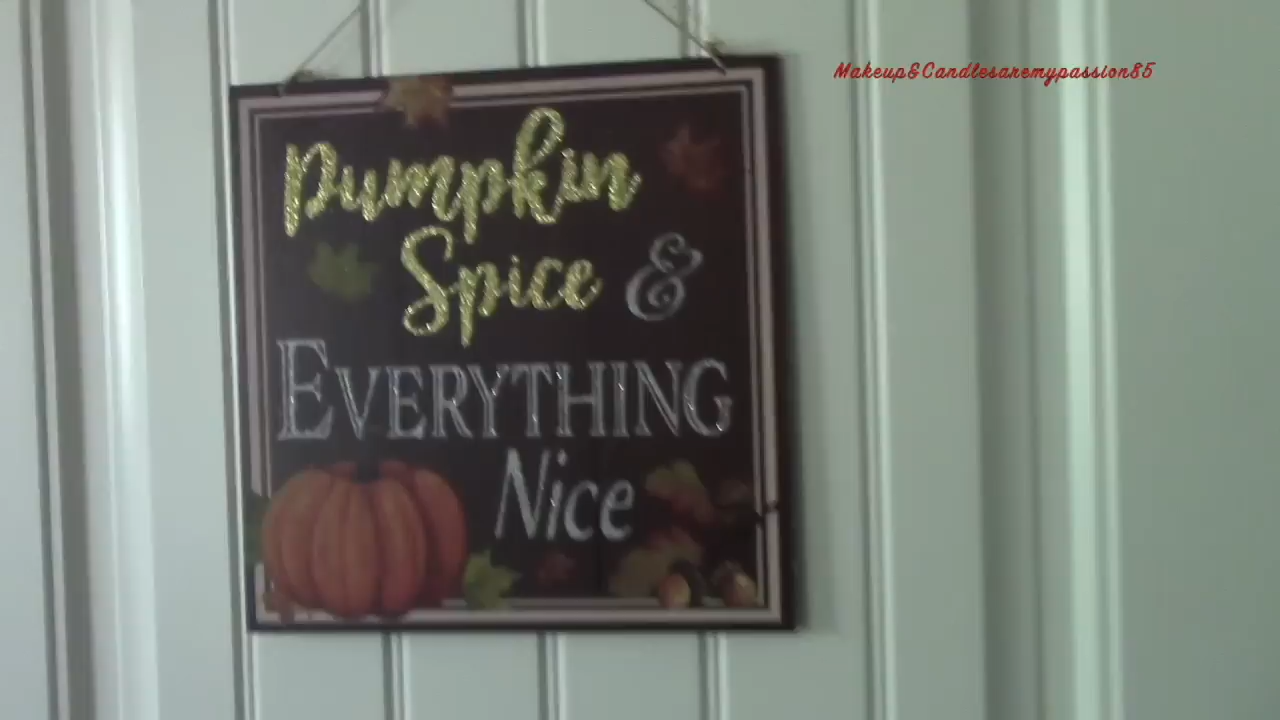 Makeup&Candlesaremypassion85
Pumpkin
Spice &
EVERYTHING
Nice